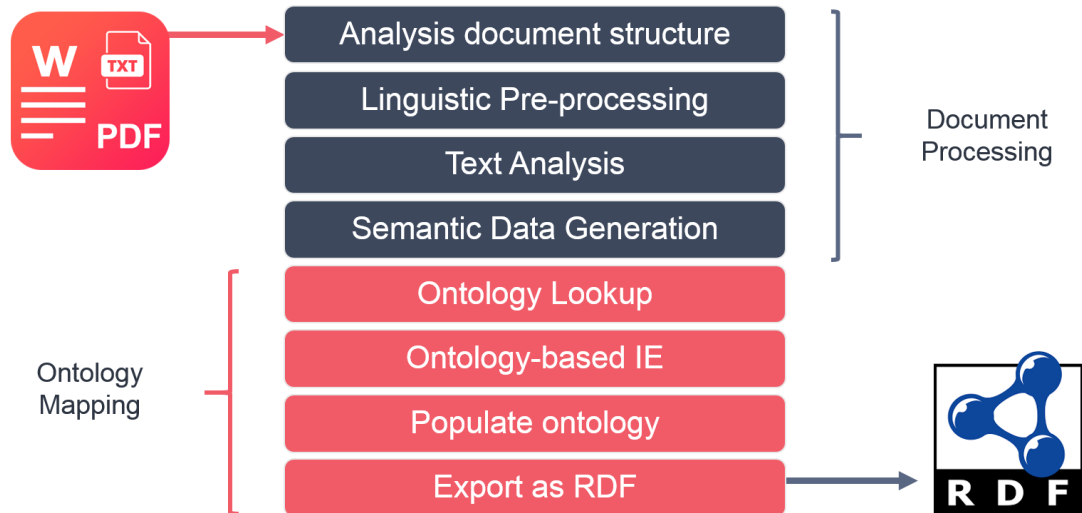 W
TXT
PDF
Analysis document structure
Linguistic Pre-processing
Text Analysis
Semantic Data Generation
Document
Processing
Ontology Lookup
Ontology-based IE
Populate ontology
Export as RDF
Ontology
Mapping
R D F